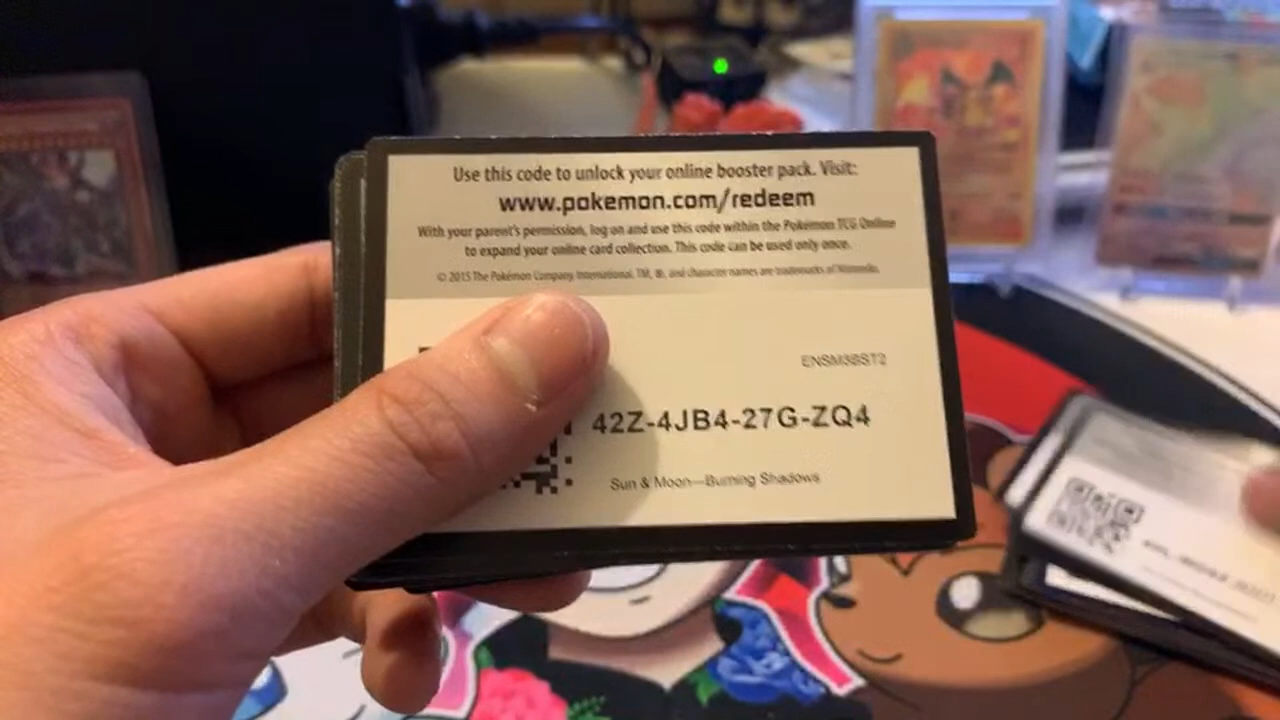 Use this code to unlock your online booster pack. Visit:
www.pokemon.com/redeem
With your parent's permission, log on and use this code within the Pokémon TCG Online
to expand your online card collection. This code can be used only once.
© 2015 The Pokémon Company International. TM, ®, and character names are trademarks of Nintendo.
ENSM3BST2
42Z-4JB4-27G-ZQ4
Sun & Moon—Burning Shadows